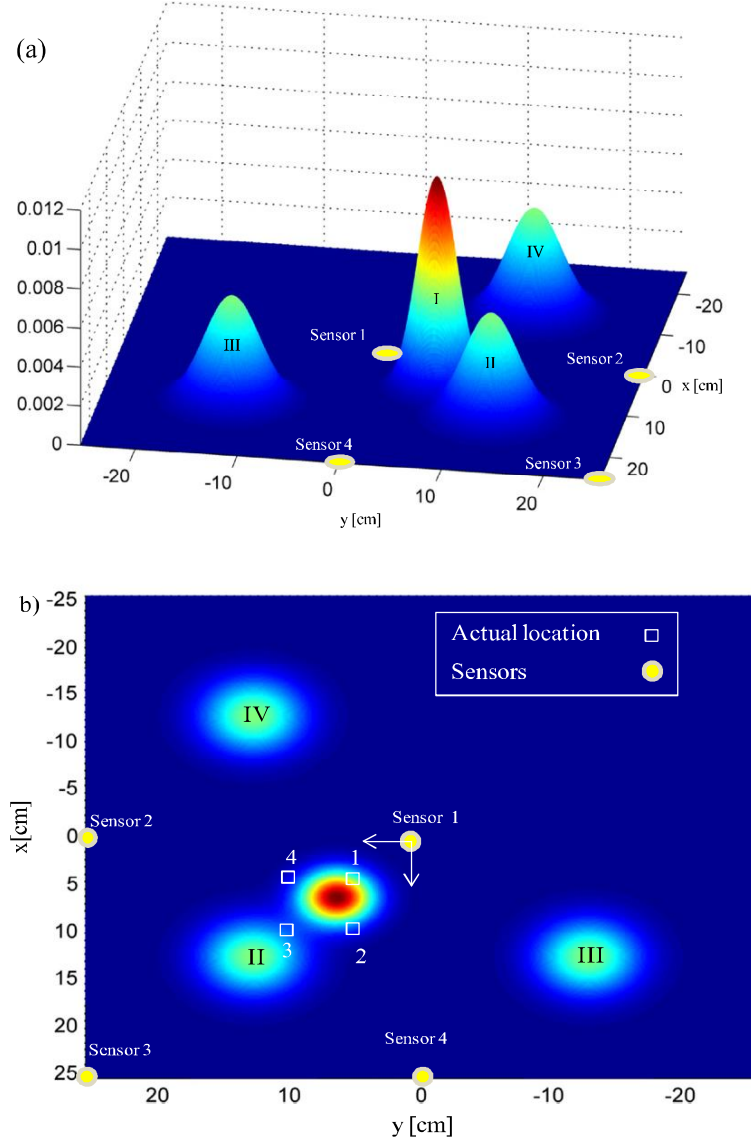 (a)
0.012
0.01
0.008
0.006
0.004
0.002
0
I
II
III
IV
Sensor 1
Sensor 2
Sensor 3
Sensor 4
-20
-10
0
10
20
x [cm]
-20
-10
0
10
20
y [cm]
b)
-25
-20
-15
-10
-5
0
5
10
15
20
25
x[cm]
Actual location
Sensors
IV
Sensor 2
Sensor 1
4
1
3
2
II
III
Sensor 3
Sensor 4
20
10
0
-10
-20
y [cm]